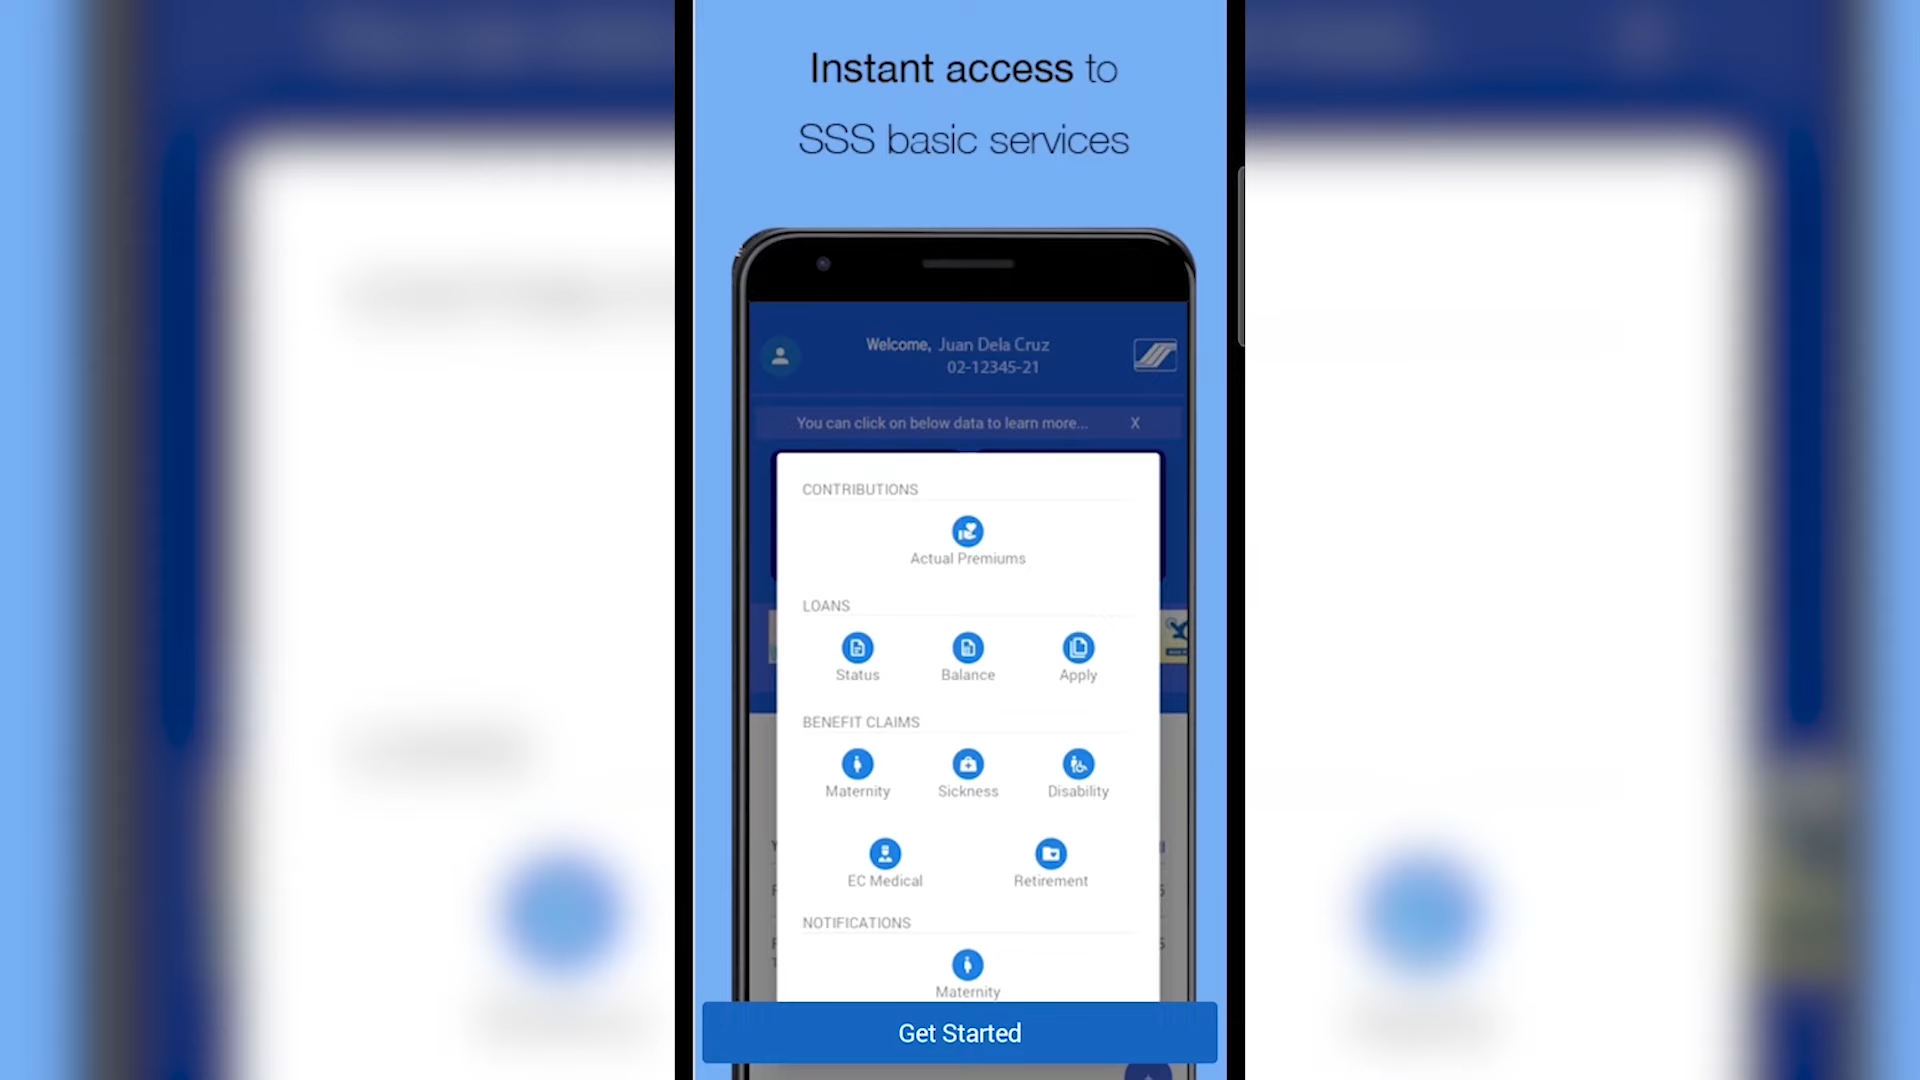 Instant access to
SSS basic services
Welcome, Juan Dela Cruz
02-12345-21
You can click on below data to learn more... X
CONTRIBUTIONS
Actual Premiums
LOANS
Status Balance Apply
BENEFIT CLAIMS
Maternity Sickness Disability
EC Medical Retirement
NOTIFICATIONS
Maternity
Get Started